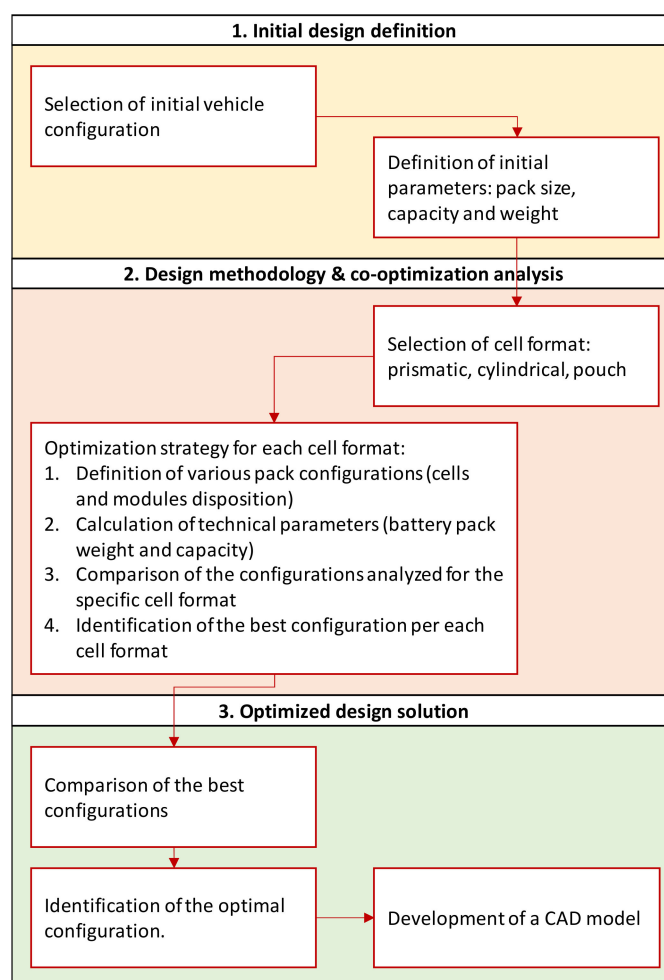 1. Initial design definition
Selection of initial vehicle
configuration
Definition of initial
parameters: pack size,
capacity and weight
2. Design methodology & co-optimization analysis
Selection of cell format:
prismatic, cylindrical, pouch
Optimization strategy for each cell format:
1. Definition of various pack configurations (cells
and modules disposition)
2. Calculation of technical parameters (battery pack
weight and capacity)
3. Comparison of the configurations analyzed for the
specific cell format
4. Identification of the best configuration per each
cell format
3. Optimized design solution
Comparison of the best
configurations
Identification of the optimal
configuration.
Development of a CAD model